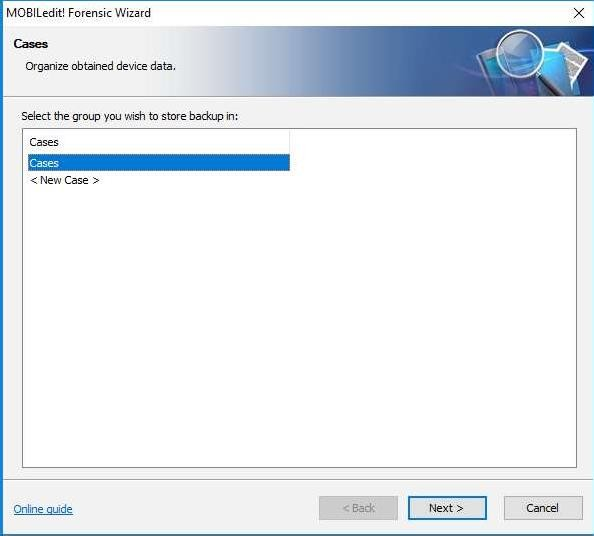 MOBILedit! Forensic Wizard
Cases
Organize obtained device data.
Select the group you wish to store backup in:
Cases
Cases
< New Case >
Online guide
< Back
Next >
Cancel